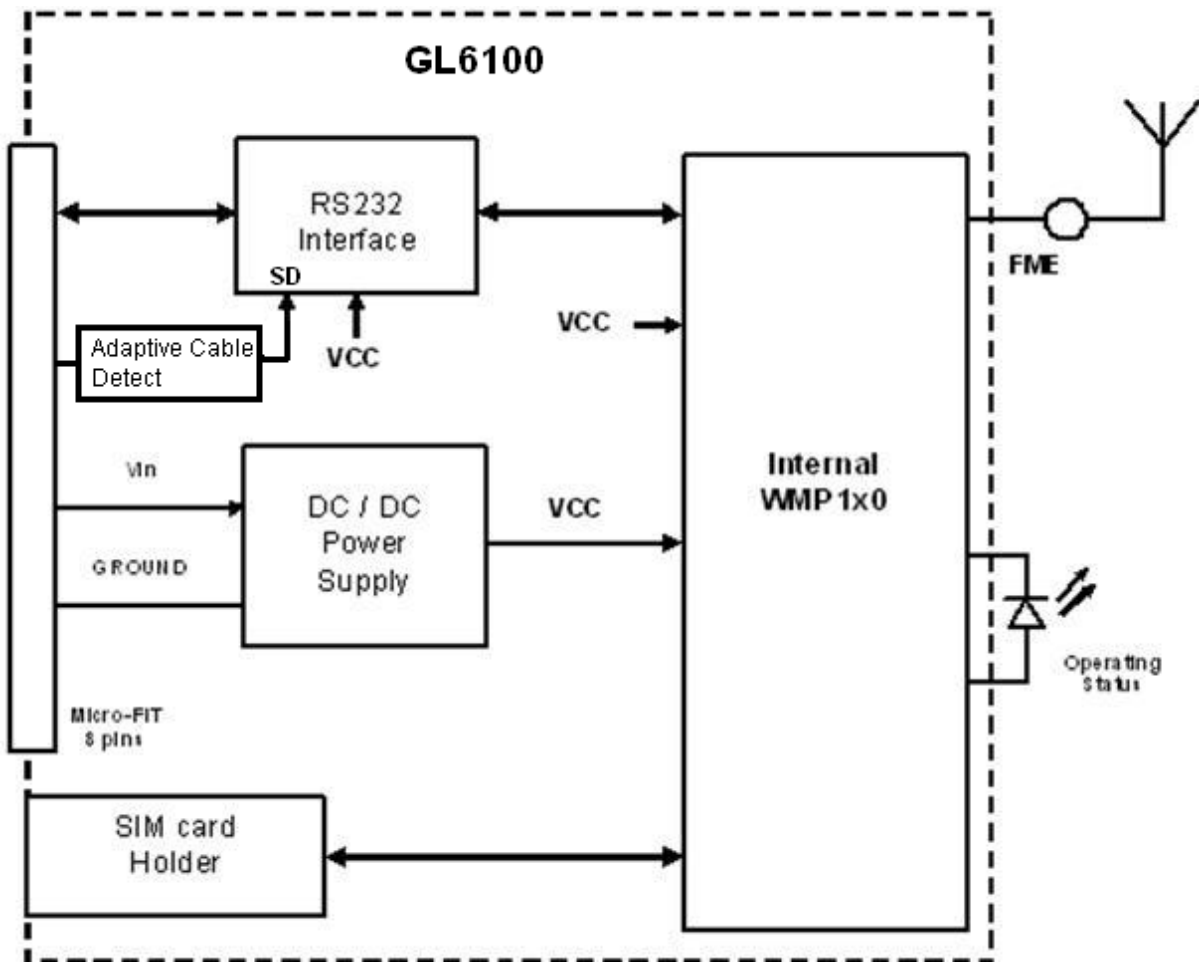 GL6100
RS232
Interface
SD
FME
VCC
VCC
Adaptive Cable
Detect
Vin
Internal
WMP1x0
DC / DC
Power
Supply
VCC
GROUND
Operating
Status
Micro-FIT
8 pins
SIM card
Holder